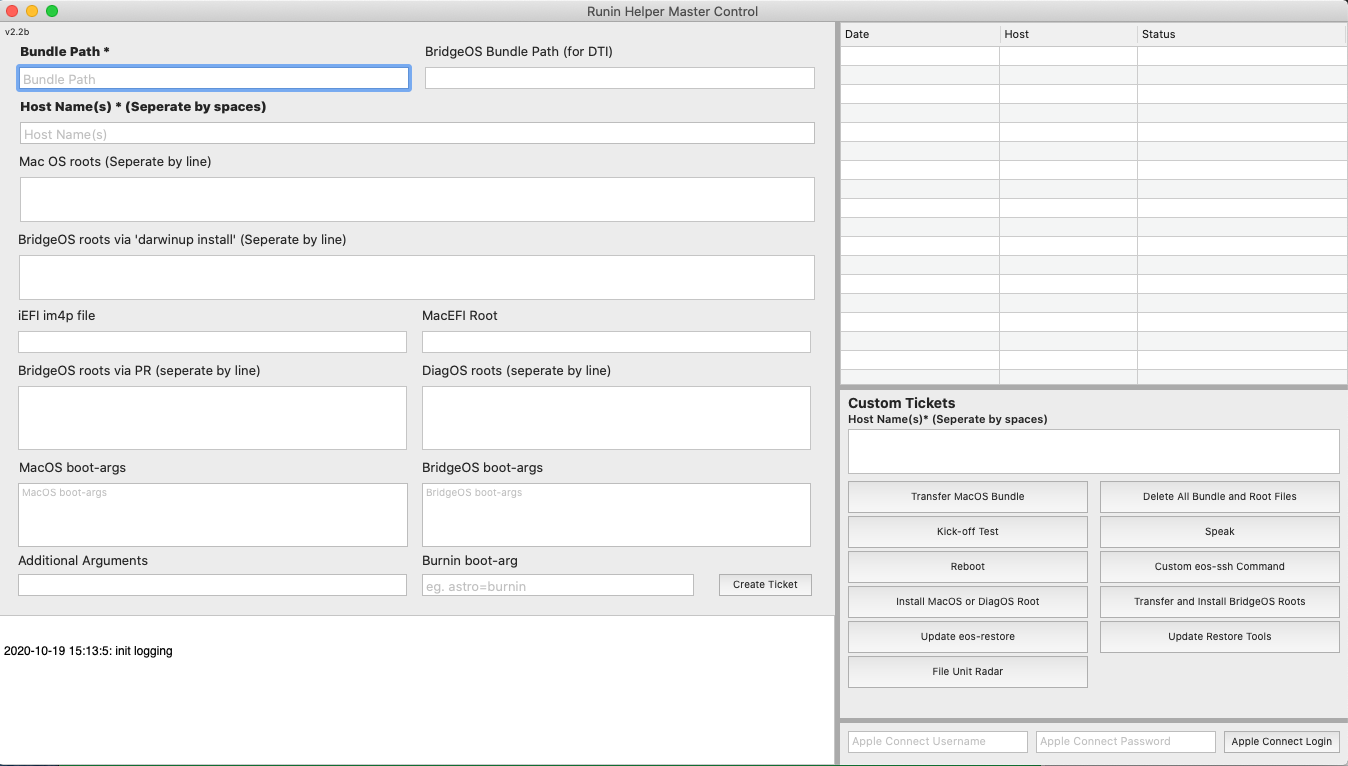 Runin Helper Master Control
v2.2b
Bundle Path *
BridgeOS Bundle Path (for DTI)
Bundle Path
Host Name(s) * (Seperate by spaces)
Host Name(s)
Mac OS roots (Seperate by line)
BridgeOS roots via 'darwinup install' (Seperate by line)
iEFI im4p file
MacEFI Root
BridgeOS roots via PR (seperate by line)
DiagOS roots (seperate by line)
MacOS boot-args
BridgeOS boot-args
MacOS boot-args
BridgeOS boot-args
Additional Arguments
Burnin boot-arg
eg. astro=burnin
Create Ticket
2020-10-19 15:13:5: init logging
Date
Host
Status
Custom Tickets
Host Name(s)* (Seperate by spaces)
Transfer MacOS Bundle
Delete All Bundle and Root Files
Kick-off Test
Speak
Reboot
Custom eos-ssh Command
Install MacOS or DiagOS Root
Transfer and Install BridgeOS Roots
Update eos-restore
Update Restore Tools
File Unit Radar
Apple Connect Username
Apple Connect Password
Apple Connect Login